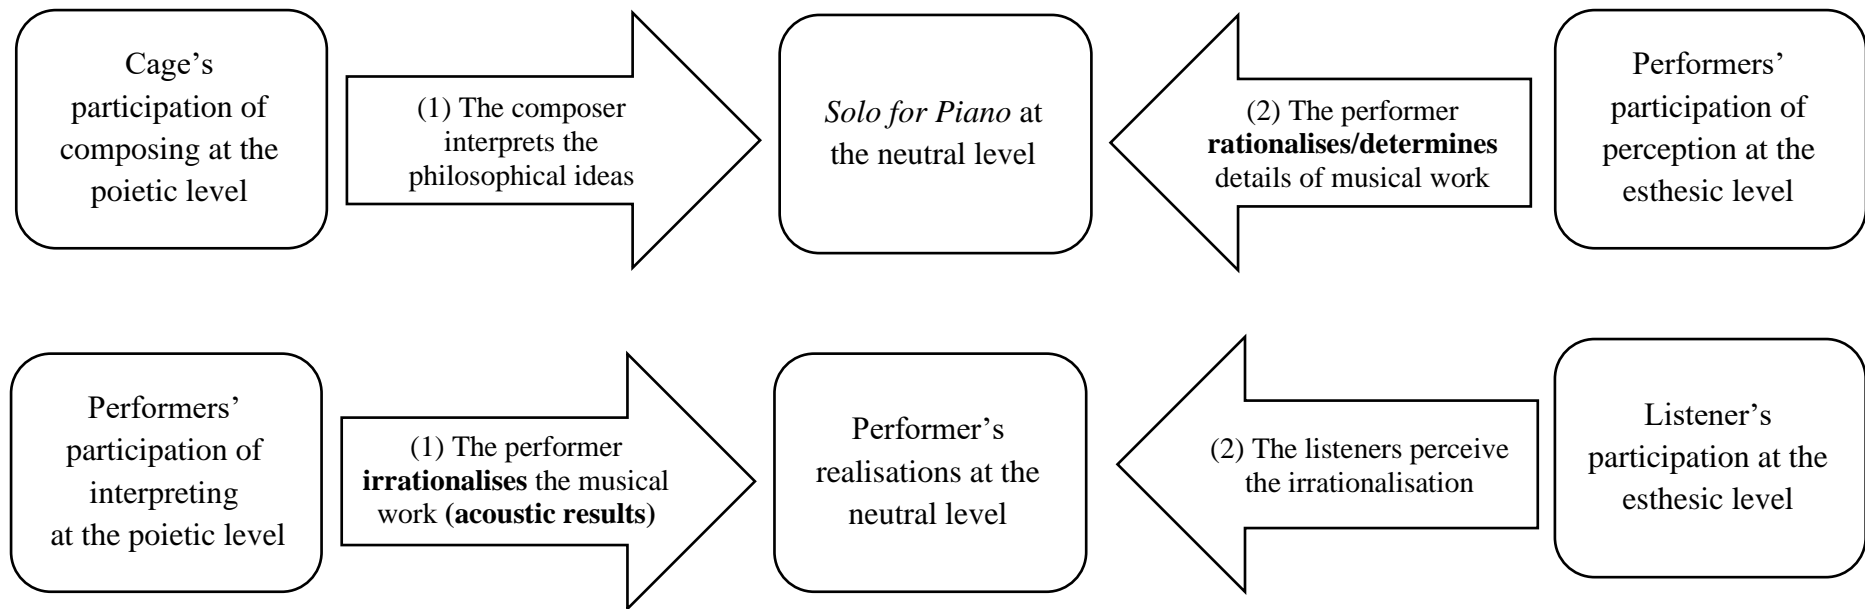 Cage’s
participation of
composing at the
poietic level
(1) The composer
interprets the
philosophical ideas
Solo for Piano at
the neutral level
(2) The performer
rationalises/determines
details of musical work
Performers’
participation of
perception at the
esthesic level
Performers’
participation of
interpreting
at the poietic level
(1) The performer
irrationalises the musical
work (acoustic results)
Performer’s
realisations at the
neutral level
(2) The listeners perceive
the irrationalisation
Listener’s
participation at the
esthesic level